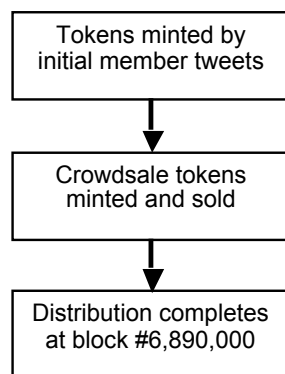 Tokens minted by
initial member tweets
Crowdsale tokens
minted and sold
Distribution completes
at block #6,890,000